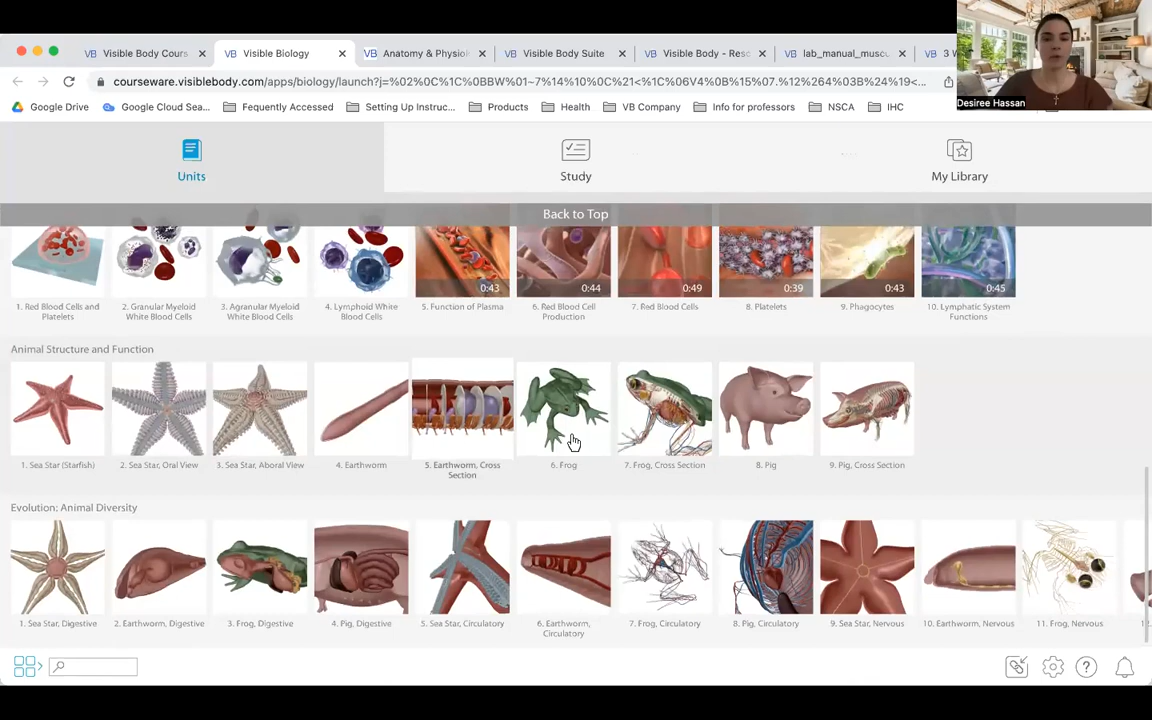 VB Visible Body Cours
VB Visible Biology
VB Anatomy & Physiol
VB Visible Body Suite
VB Visible Body - Reso
VB lab_manual_muscu
VB 3 W
courseware.visiblebody.com/apps/biology/launch?j=%02%0C%1C%0BBW%01~7%14%10%0C%21<%1C%06V4%0B%15%07.%12%264%03B%24%19<...
Desiree Hassan
Google Drive
Google Cloud Sea...
Fequently Accessed
Setting Up Instruc...
Products
Health
VB Company
Info for professors
NSCA
IHC
Units
Study
My Library
Back to Top
0:43
0:44
0:49
0:39
0:43
0:45
1. Red Blood Cells and
Platelets
2. Granular Myeloid
White Blood Cells
3. Agranular Myeloid
White Blood Cells
4. Lymphoid White
Blood Cells
5. Function of Plasma
6. Red Blood Cell
Production
7. Red Blood Cells
8. Platelets
9. Phagocytes
10. Lymphatic System
Functions
Animal Structure and Function
1. Sea Star (Starfish)
2. Sea Star, Oral View
3. Sea Star, Aboral View
4. Earthworm
5. Earthworm, Cross
Section
6. Frog
7. Frog, Cross Section
8. Pig
9. Pig, Cross Section
Evolution: Animal Diversity
1. Sea Star, Digestive
2. Earthworm, Digestive
3. Frog, Digestive
4. Pig, Digestive
5. Sea Star, Circulatory
6. Earthworm,
Circulatory
7. Frog, Circulatory
8. Pig, Circulatory
9. Sea Star, Nervous
10. Earthworm, Nervous
11. Frog, Nervous
12.